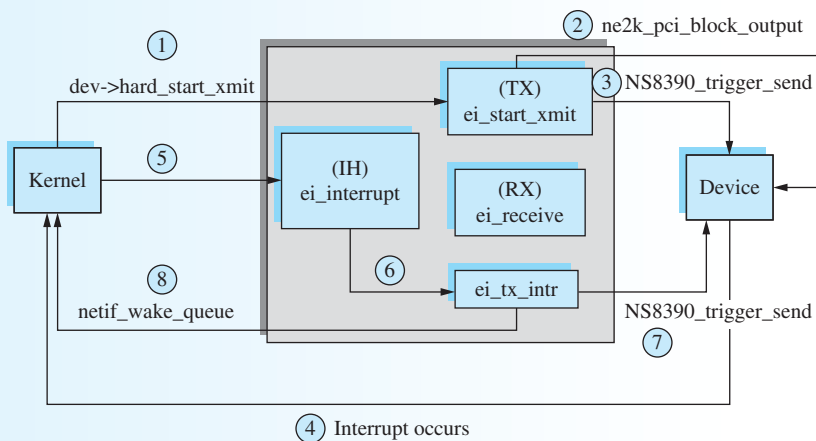 1
2 ne2k_pci_block_output
dev->hard_start_xmit
(TX)
ei_start_xmit
3 NS8390_trigger_send
Kernel
5
(IH)
ei_interrupt
(RX)
ei_receive
Device
6
8
netif_wake_queue
ei_tx_intr
NS8390_trigger_send
7
4 Interrupt occurs